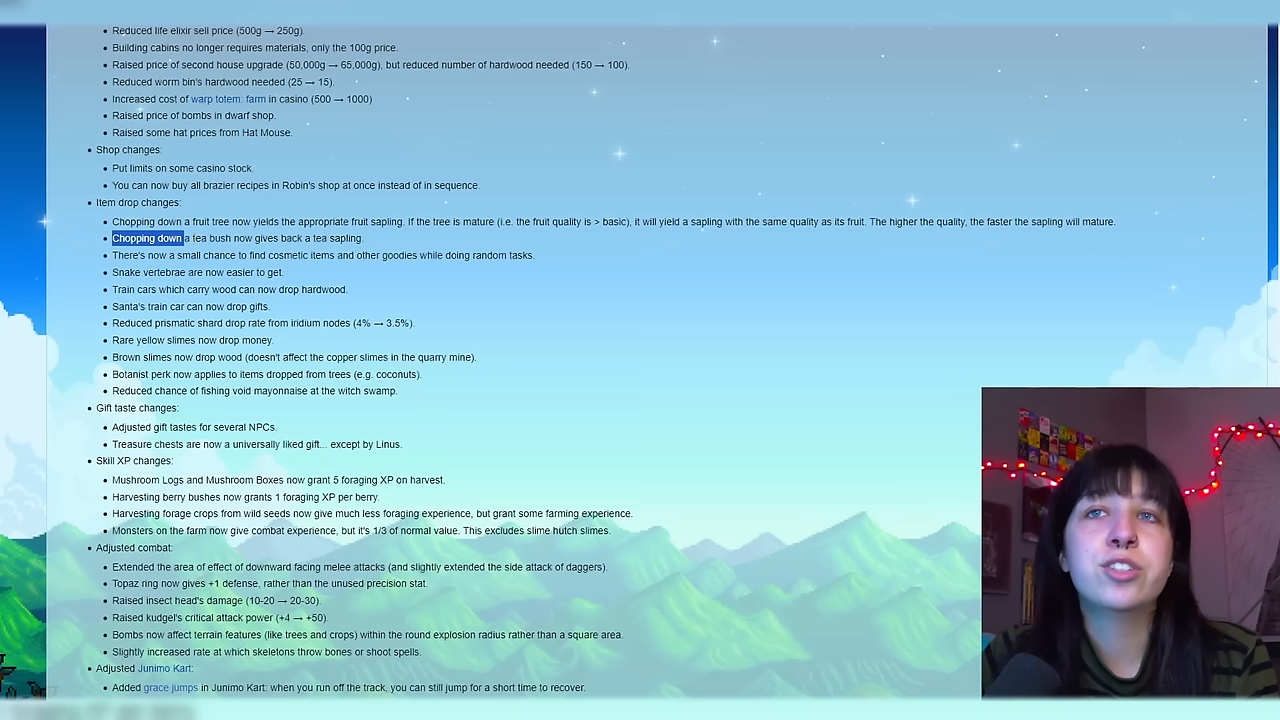 Reduced life elixir sell price (500g → 250g).
Building cabins no longer requires materials, only the 100g price.
Raised price of second house upgrade (50,000g → 65,000g), but reduced number of hardwood needed (150 → 100).
Reduced worm bin's hardwood needed (25 → 15).
Increased cost of warp totem: farm in casino (500 → 1000)
Raised price of bombs in dwarf shop.
Raised some hat prices from Hat Mouse.
Shop changes:
Put limits on some casino stock.
You can now buy all brazier recipes in Robin's shop at once instead of in sequence.
Item drop changes:
Chopping down a fruit tree now yields the appropriate fruit sapling. If the tree is mature (i.e. the fruit quality is > basic), it will yield a sapling with the same quality as its fruit. The higher the quality, the faster the sapling will mature.
Chopping down a tea bush now gives back a tea sapling.
There's now a small chance to find cosmetic items and other goodies while doing random tasks.
Snake vertebrae are now easier to get.
Train cars which carry wood can now drop hardwood.
Santa's train car can now drop gifts.
Reduced prismatic shard drop rate from iridium nodes (4% → 3.5%).
Rare yellow slimes now drop money.
Brown slimes now drop wood (doesn't affect the copper slimes in the quarry mine).
Botanist perk now applies to items dropped from trees (e.g. coconuts).
Reduced chance of fishing void mayonnaise at the witch swamp.
Gift taste changes:
Adjusted gift tastes for several NPCs.
Treasure chests are now a universally liked gift... except by Linus.
Skill XP changes:
Mushroom Logs and Mushroom Boxes now grant 5 foraging XP on harvest.
Harvesting berry bushes now grants 1 foraging XP per berry.
Harvesting forage crops from wild seeds now give much less foraging experience, but grant some farming experience.
Monsters on the farm now give combat experience, but it's 1/3 of normal value. This excludes slime hutch slimes.
Adjusted combat:
Extended the area of effect of downward facing melee attacks (and slightly extended the side attack of daggers).
Topaz ring now gives +1 defense, rather than the unused precision stat.
Raised insect head's damage (10-20 → 20-30).
Raised kudgel's critical attack power (+4 → +50).
Bombs now affect terrain features (like trees and crops) within the round explosion radius rather than a square area.
Slightly increased rate at which skeletons throw bones or shoot spells.
Adjusted Junimo Kart:
Added grace jumps in Junimo Kart: when you run off the track, you can still jump for a short time to recover.